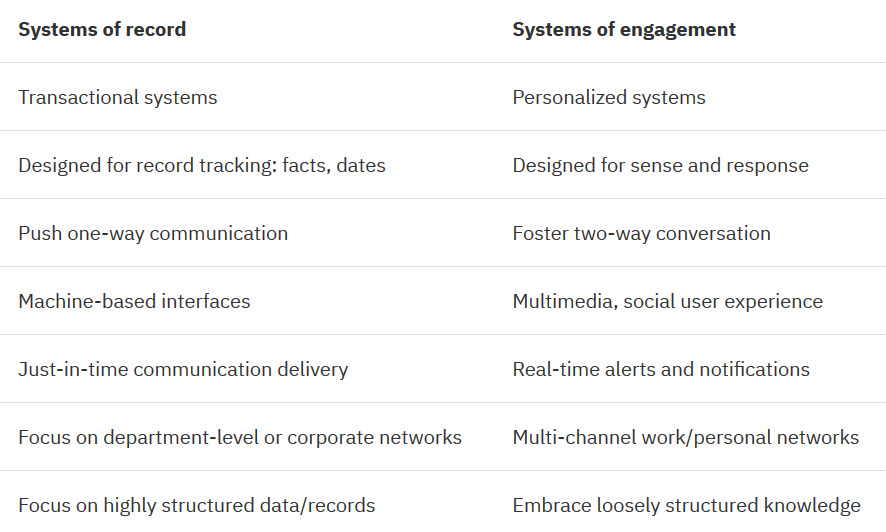 Systems of record Systems of engagement
Transactional systems Personalized systems
Designed for record tracking: facts, dates Designed for sense and response
Push one-way communication Foster two-way conversation
Machine-based interfaces Multimedia, social user experience
Just-in-time communication delivery Real-time alerts and notifications
Focus on department-level or corporate networks Multi-channel work/personal networks
Focus on highly structured data/records Embrace loosely structured knowledge